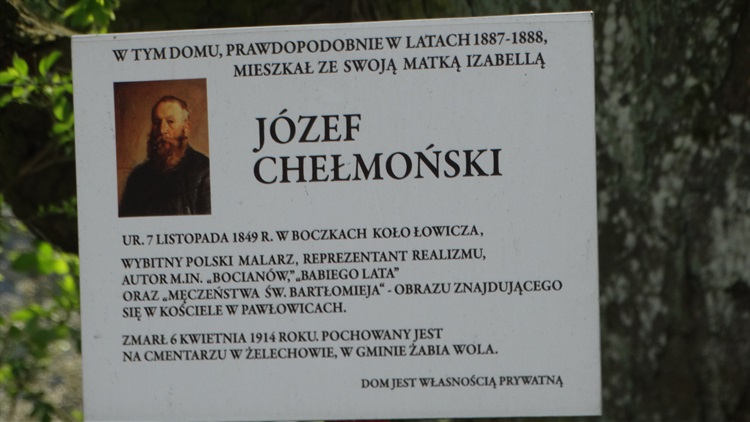 W TYM DOMU, PRAWDOPODOBNIE W LATACH 1887-1888,
MIESZKAŁ ZE SWOJĄ MATKĄ IZABELLĄ
JÓZEF
CHEŁMOŃSKI
UR. 7 LISTOPADA 1849 R. W BOCZKACH KOŁO ŁOWICZA,
WYBITNY POLSKI MALARZ, REPREZENTANT REALIZMU,
AUTOR M.IN. „BOCIANÓW,” „BABIEGO LATA”
ORAZ „MĘCZEŃSTWA ŚW. BARTŁOMIEJA” - OBRAZU ZNAJDUJĄCEGO
SIĘ W KOŚCIELE W PAWŁOWICACH.
ZMARŁ 6 KWIETNIA 1914 ROKU. POCHOWANY JEST
NA CMENTARZU W ŻELECHOWIE, W GMINIE ŻABIA WOLA.
DOM JEST WŁASNOŚCIĄ PRYWATNĄ